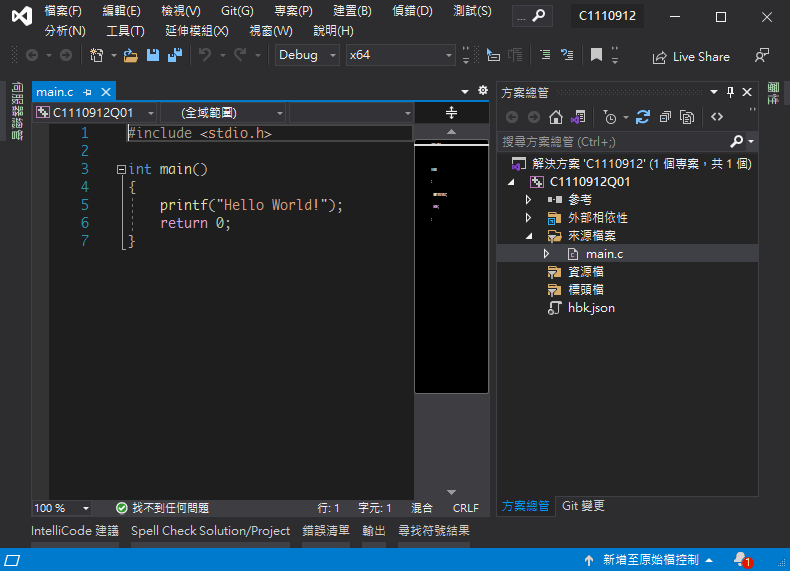 檔案(F) 編輯(E) 檢視(V) Git(G) 專案(P) 建置(B) 偵錯(D) 測試(S)
分析(N) 工具(T) 延伸模組(X) 視窗(W) 說明(H)
...
C1110912
Debug x64 Live Share
伺服器總管
main.c
C1110912Q01 (全域範圍)
1 #include <stdio.h>
2
3 int main()
4 {
5 printf("Hello World!");
6 return 0;
7 }
100 % 找不到任何問題 行: 1 字元: 1 混合 CRLF
方案總管
搜尋方案總管 (Ctrl+;)
解決方案 'C1110912' (1 個專案，共 1 個)
C1110912Q01
參考
外部相依性
來源檔案
main.c
資源檔
標頭檔
hbk.json
方案總管 Git 變更
屬性
IntelliCode 建議 Spell Check Solution/Project 錯誤清單 輸出 尋找符號結果
新增至原始檔控制 1